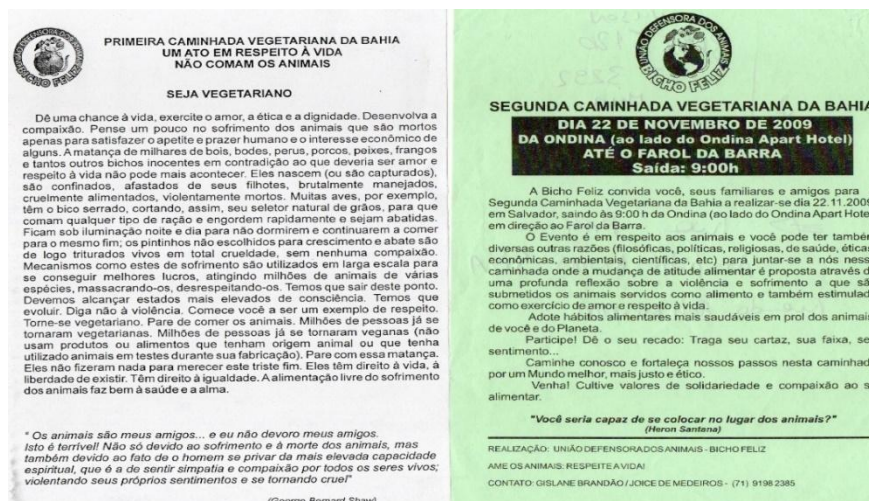 PRIMEIRA CAMINHADA VEGETARIANA DA BAHIA
UM ATO EM RESPEITO À VIDA
NÃO COMAM OS ANIMAIS
SEJA VEGETARIANO
Dê uma chance à vida, exercite o amor, a ética e a dignidade. Desenvolva a
compaixão. Pense um pouco no sofrimento dos animais que são mortos
apenas para satisfazer o apetite e prazer humano e o interesse econômico de
alguns. A matança de milhares de bois, bodes, perus, porcos, peixes, frangos
e tantos outros bichos inocentes em contradição ao que deveria ser amor e
respeito à vida não pode mais acontecer. Eles nascem (ou são capturados),
são confinados, afastados de seus filhotes, brutalmente manejados,
cruelmente alimentados, violentamente mortos. Muitas aves, por exemplo,
têm o bico serrado, cortando, assim, seu seletor natural de grãos, para que
comam qualquer tipo de ração e engordem rapidamente e sejam abatidas.
Ficam sob iluminação noite e dia para não dormirem e continuarem a comer
para o mesmo fim; os pintinhos não escolhidos para crescimento e abate são
de logo triturados vivos em total crueldade, sem nenhuma compaixão.
Mecanismos como estes de sofrimento são utilizados em larga escala para
se conseguir melhores lucros, atingindo milhões de animais de várias
espécies, massacrando-os, desrespeitando-os. Temos que sair deste ponto.
Devemos alcançar estados mais elevados de consciência. Temos que
evoluir. Diga não à violência. Comece você a ser um exemplo de respeito.
Torne-se vegetariano. Pare de comer os animais. Milhões de pessoas já se
tornaram vegetarianas. Milhões de pessoas já se tornaram veganas (não
usam produtos ou alimentos que tenham origem animal ou que tenha
utilizado animais em testes durante sua fabricação). Pare com essa matança.
Eles não fizeram nada para merecer este triste fim. Eles têm direito à vida, à
liberdade de existir. Têm direito à igualdade. A alimentação livre do sofrimento
dos animais faz bem à saúde e a alma.
" Os animais são meus amigos... e eu não devoro meus amigos.
Isto é terrível! Não só devido ao sofrimento e à morte dos animais, mas
também devido ao fato de o homem se privar da mais elevada capacidade
espiritual, que é a de sentir simpatia e compaixão por todos os seres vivos;
violentando seus próprios sentimentos e se tornando cruel"
(George Bernard Shaw)
UNIÃO DEFENSORA DOS ANIMAIS
BICHO FELIZ
SEGUNDA CAMINHADA VEGETARIANA DA BAHIA
DIA 22 DE NOVEMBRO DE 2009
DA ONDINA (ao lado do Ondina Apart Hotel)
ATÉ O FAROL DA BARRA
Saída: 9:00h
A Bicho Feliz convida você, seus familiares e amigos para
Segunda Caminhada Vegetariana da Bahia a realizar-se dia 22.11.2009
em Salvador, saindo às 9:00 h da Ondina (ao lado do Ondina Apart Hote
em direção ao Farol da Barra.
O Evento é em respeito aos animais e você pode ter també
diversas outras razões (filosóficas, políticas, religiosas, de saúde, ética
econômicas, ambientais, científicas, etc) para juntar-se a nós ness
caminhada onde a mudança de atitude alimentar é proposta através d
uma profunda reflexão sobre a violência e sofrimento a que sã
submetidos os animais servidos como alimento e também estimulad
como exercício de amor e respeito à vida.
Adote hábitos alimentares mais saudáveis em prol dos animais
de você e do Planeta.
Participe! Dê o seu recado: Traga seu cartaz, sua faixa, se
sentimento...
Caminhe conosco e fortaleça nossos passos nesta caminhad
por um Mundo melhor, mais justo e ético.
Venha! Cultive valores de solidariedade e compaixão ao s
alimentar.
"Você seria capaz de se colocar no lugar dos animais?"
(Heron Santana)
REALIZAÇÃO: UNIÃO DEFENSORA DOS ANIMAIS - BICHO FELIZ
AME OS ANIMAIS: RESPEITE A VIDA!
CONTATO: GISLANE BRANDÃO / JOICE DE MEDEIROS - (71) 9198 2385